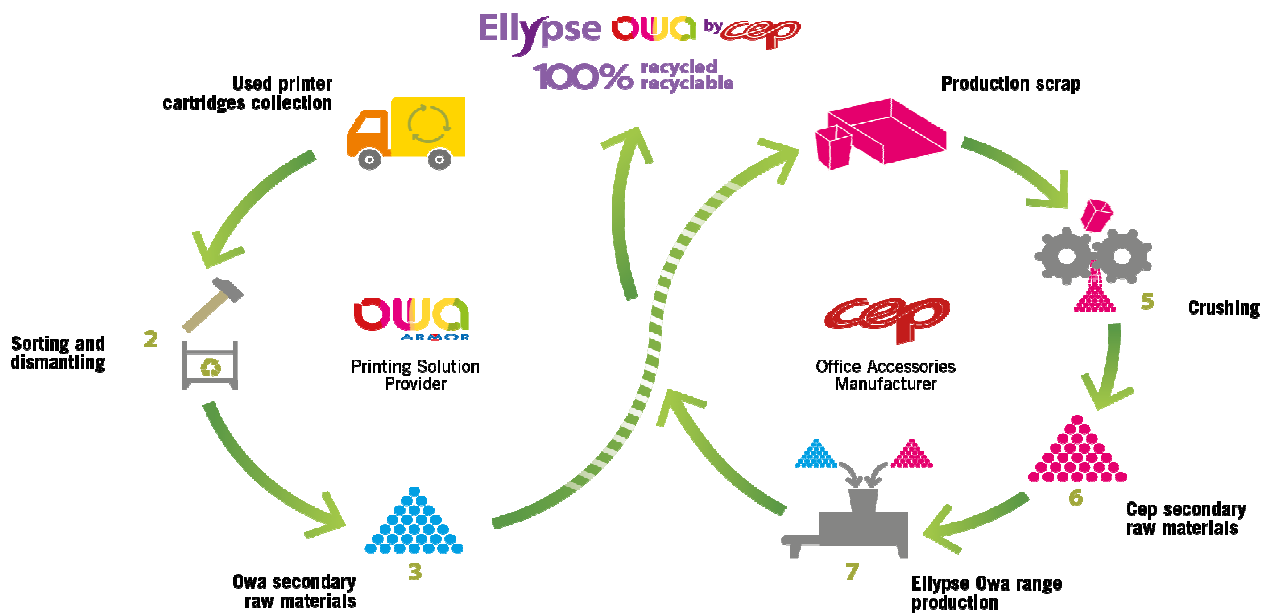 Ellypse owa by cep
100% recycled
recyclable
Used printer
cartridges collection
Production scrap
2
Sorting and
dismantling
owa
ARMOR
Printing Solution
Provider
cep
Office Accessories
Manufacturer
5
Crushing
6
Cep secondary
raw materials
3
Owa secondary
raw materials
7
Ellypse Owa range
production